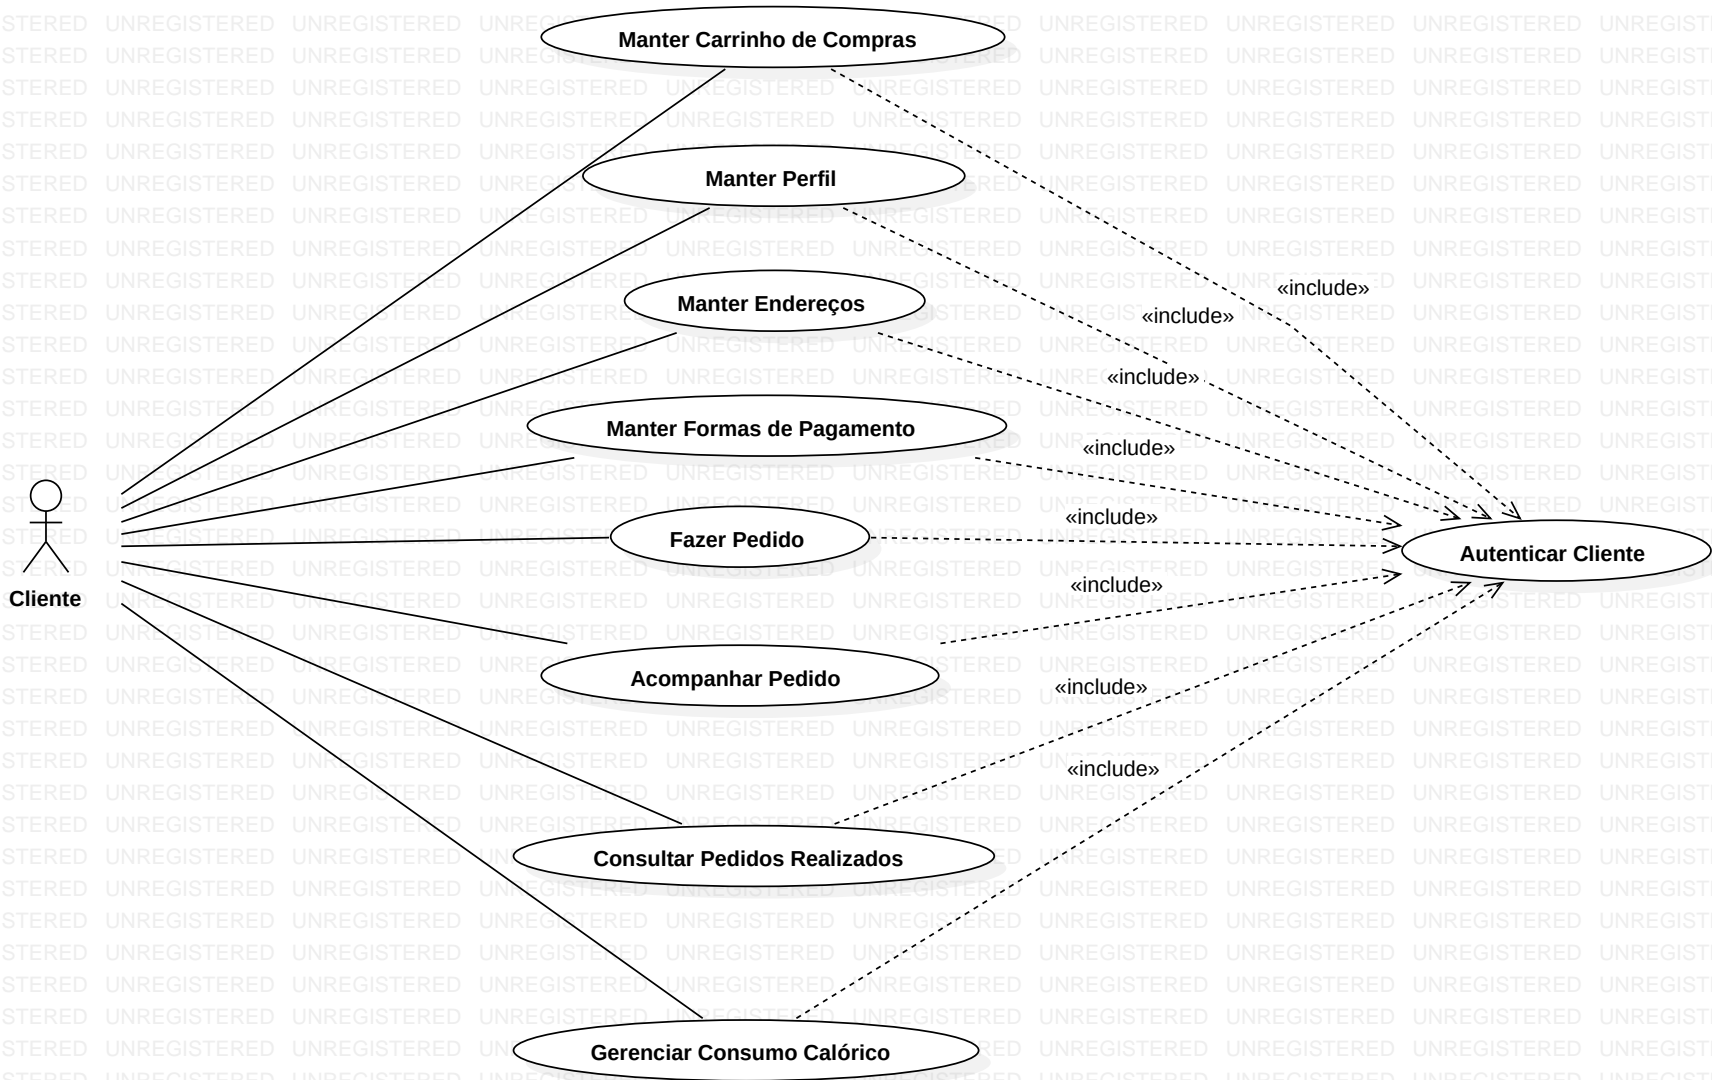 Manter Carrinho de Compras
Manter Perfil
«include»
Manter Endereços
«include»
«include»
Manter Formas de Pagamento
«include»
«include»
Fazer Pedido
Autenticar Cliente
«include»
Cliente
Acompanhar Pedido
«include»
«include»
Consultar Pedidos Realizados
Gerenciar Consumo Calórico
UNREGISTERED